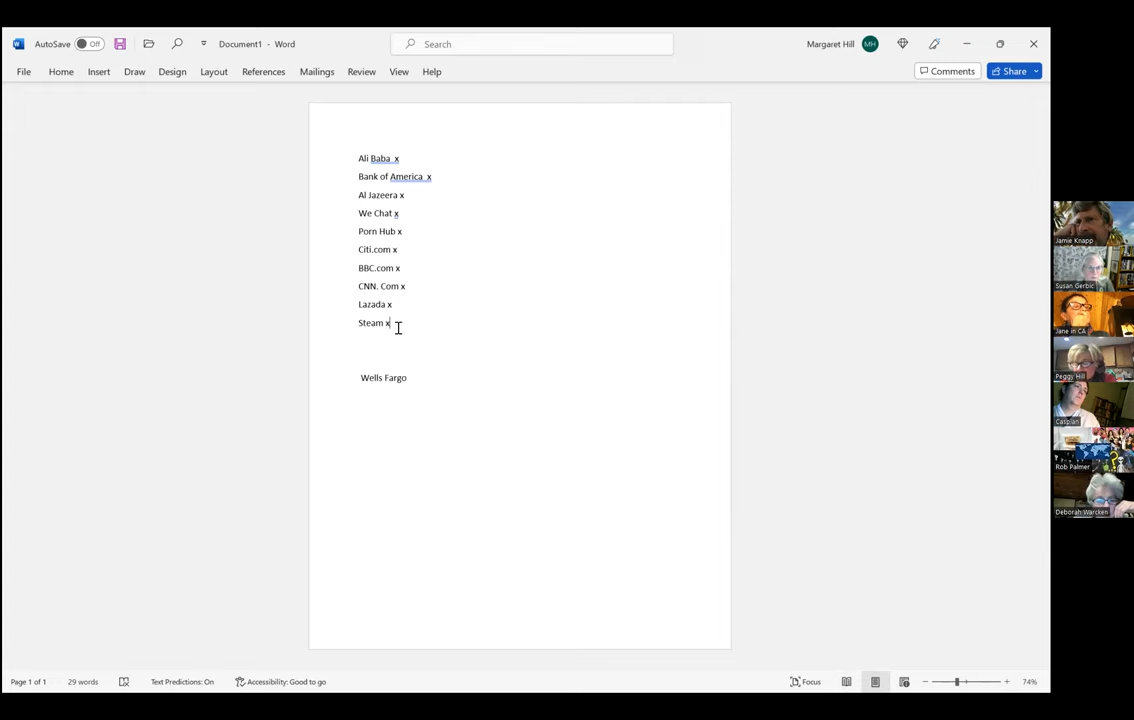 AutoSave Off Document1 - Word Search Margaret Hill MH
File Home Insert Draw Design Layout References Mailings Review View Help Comments Share
Ali Baba x
Bank of America x
Al Jazeera x
We Chat x
Porn Hub x
Citi.com x
BBC.com x
CNN. Com x
Lazada x
Steam x
Wells Fargo
Jamie Knapp
Susan Gerbic
Jane in CA
Peggy Hill
Caspian
Rob Palmer
Deborah Warcken
Page 1 of 1 29 words Text Predictions: On Accessibility: Good to go Focus 74%